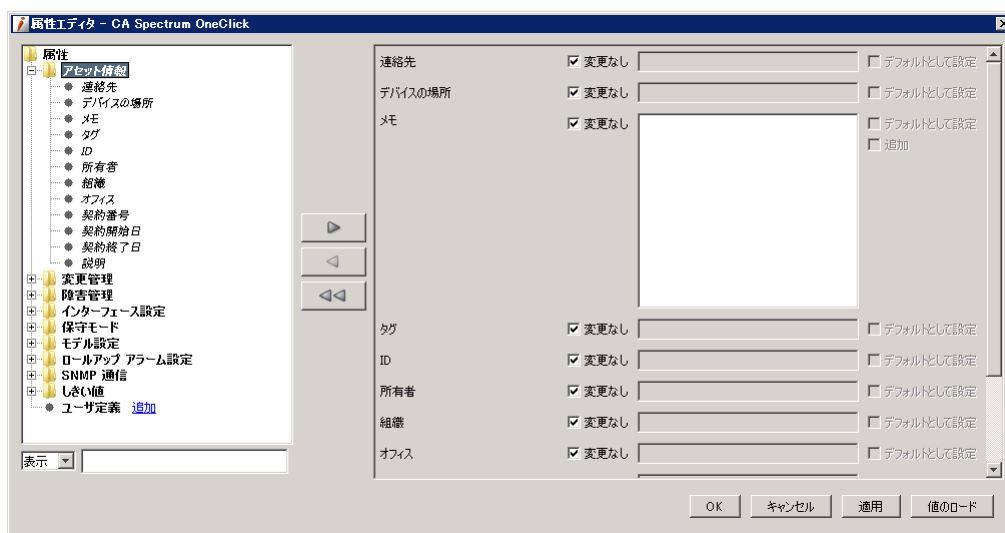 属性エディタ - CA Spectrum OneClick
属性
アセット情報
連絡先
デバイスの場所
メモ
タグ
ID
所有者
組織
オフィス
契約番号
契約開始日
契約終了日
説明
変更管理
障害管理
インターフェース設定
保守モード
モデル設定
ロールアップ アラーム設定
SNMP 通信
しきい値
ユーザ定義 追加
表示
連絡先 変更なし デフォルトとして設定
デバイスの場所 変更なし デフォルトとして設定
メモ 変更なし デフォルトとして設定
追加
タグ 変更なし デフォルトとして設定
ID 変更なし デフォルトとして設定
所有者 変更なし デフォルトとして設定
組織 変更なし デフォルトとして設定
オフィス 変更なし デフォルトとして設定
OK キャンセル 適用 値のロード